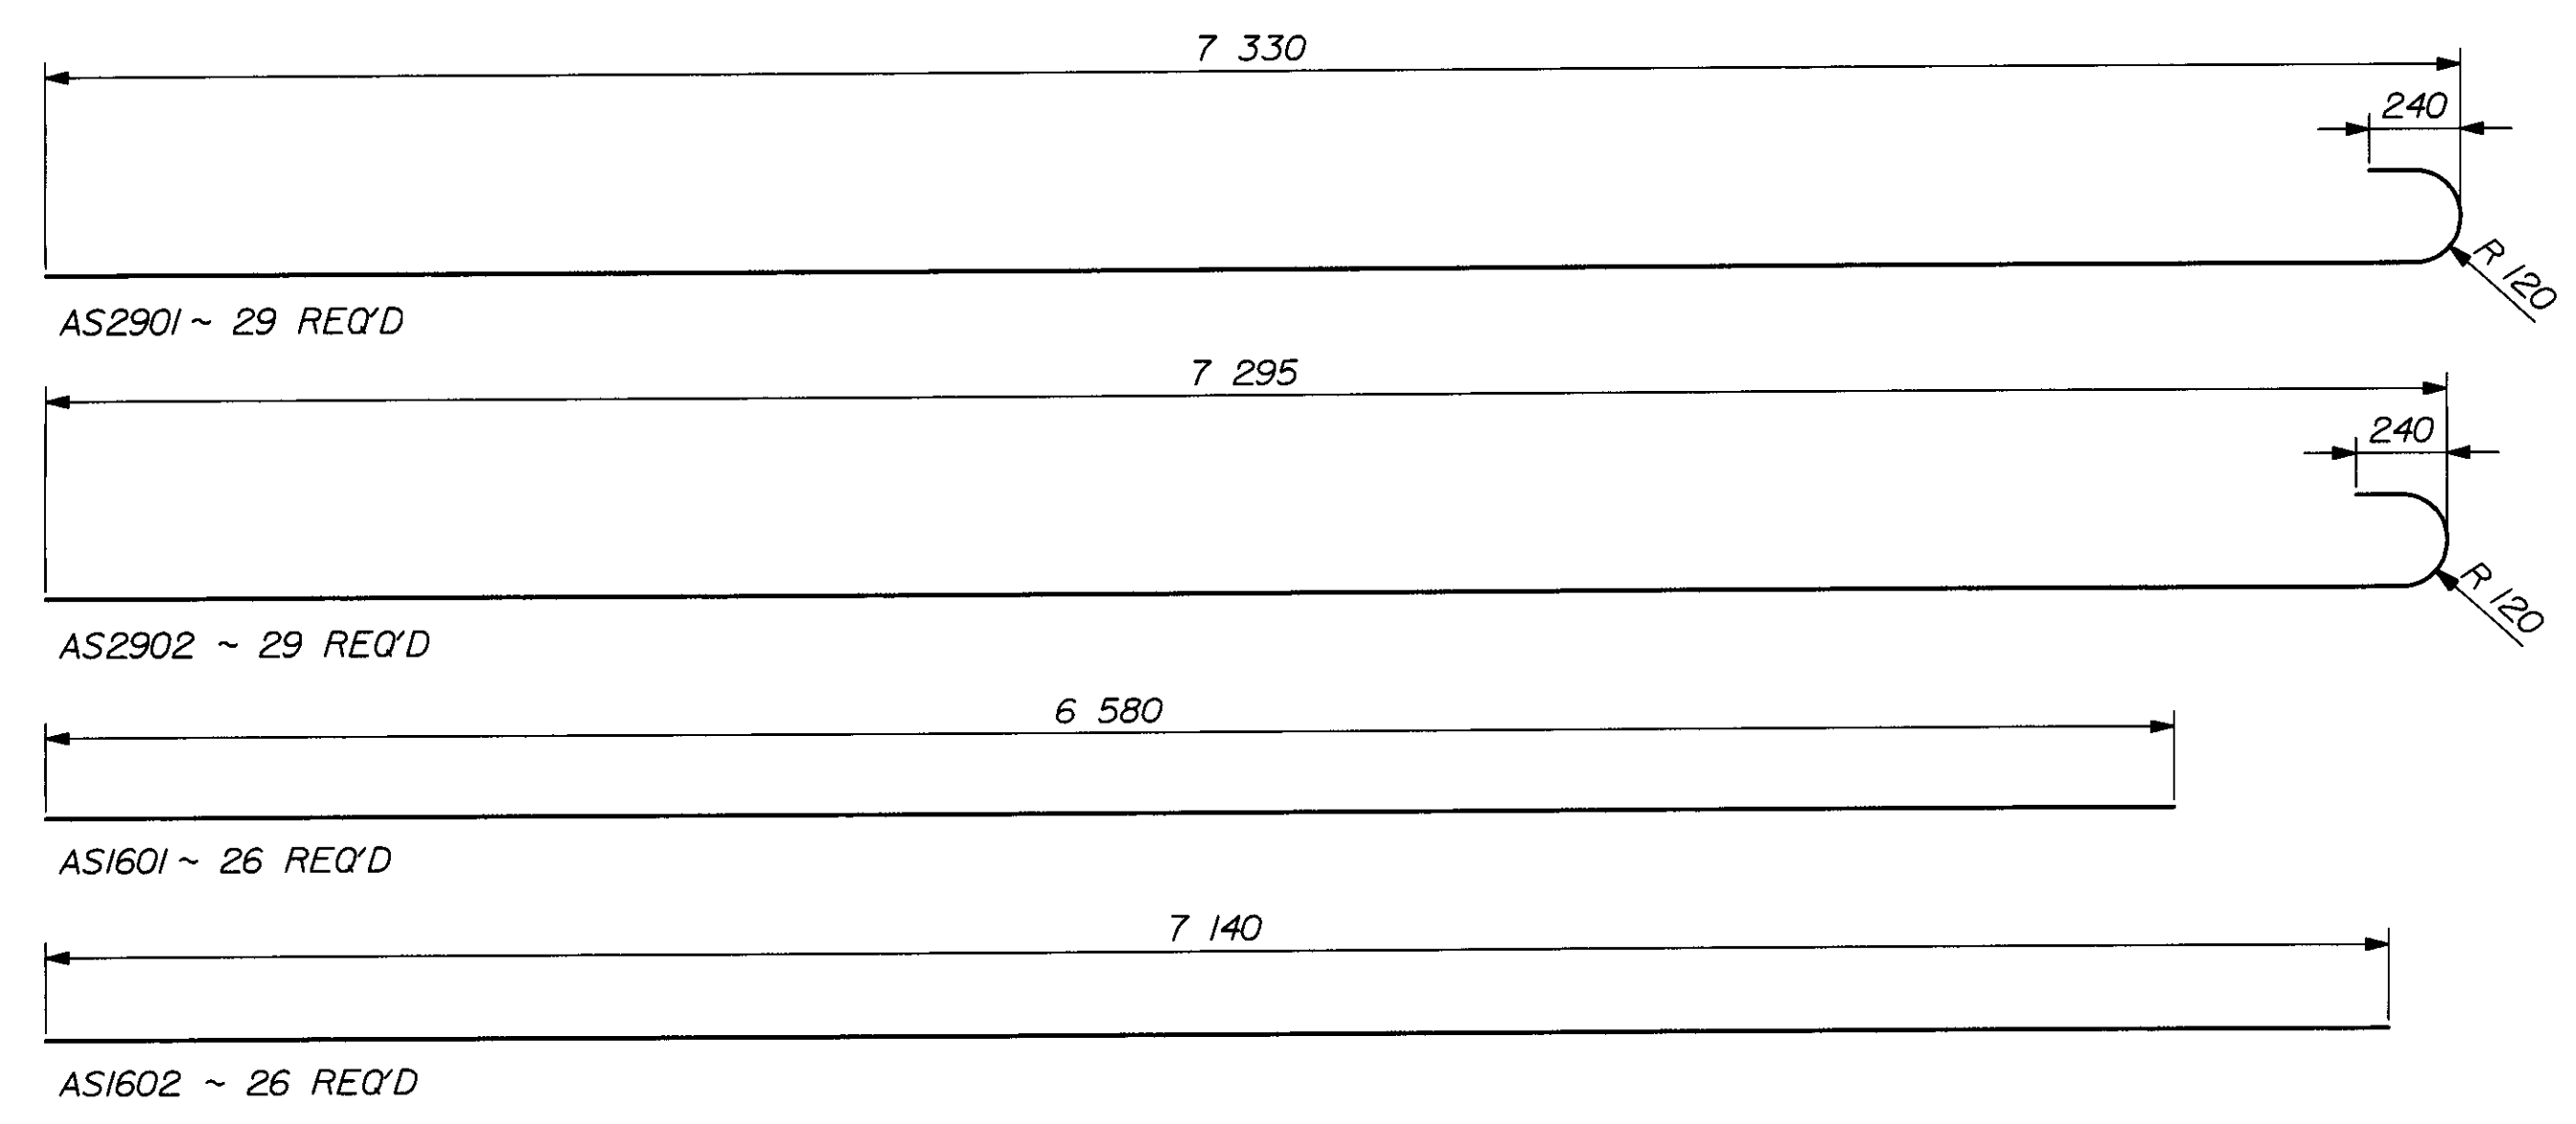 7 330
240
R 120
AS2901 ~ 29 REQ'D
7 295
240
R 120
AS2902 ~ 29 REQ'D
6 580
AS1601 ~ 26 REQ'D
7 140
AS1602 ~ 26 REQ'D